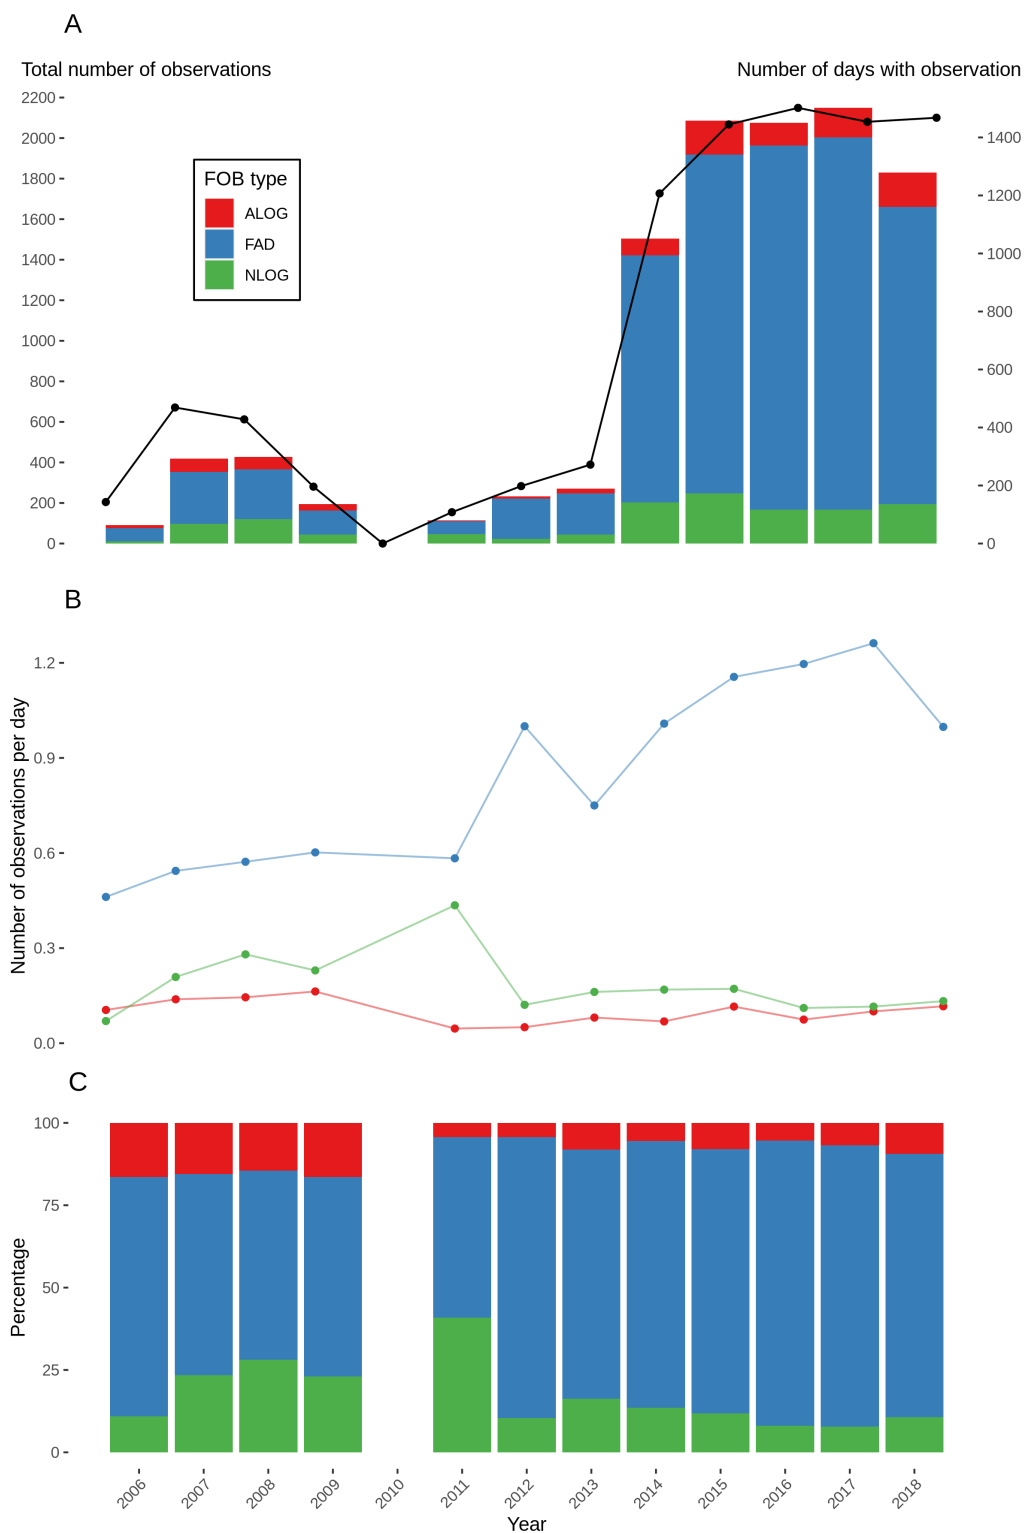 A
Total number of observations
Number of days with observation
2200
2000
1800
1600
1400
1200
1000
800
600
400
200
0
FOB type
ALOG
FAD
NLOG
1400
1200
1000
800
600
400
200
0
B
Number of observations per day
1.2
0.9
0.6
0.3
0.0
C
Percentage
100
75
50
25
0
2006 2007 2008 2009 2010 2011 2012 2013 2014 2015 2016 2017 2018
Year